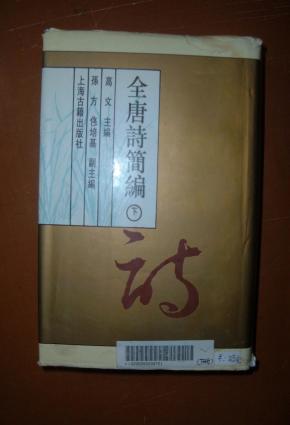 全唐詩簡編
下
高文 主編
孫方 佟培基 副主編
上海古籍出版社
詩